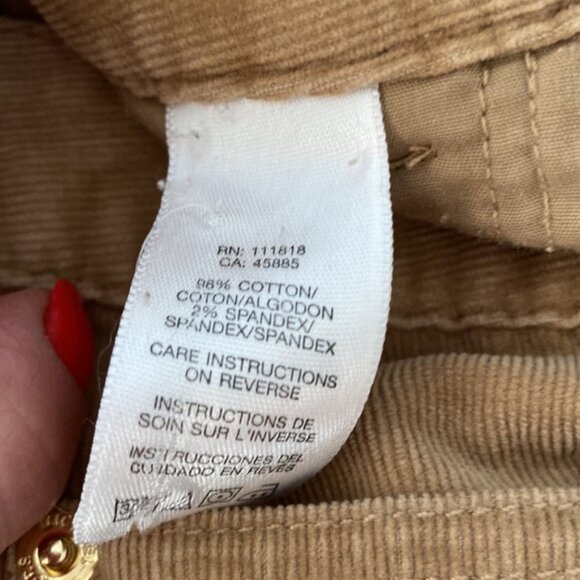 RN: 111818
CA: 45885
98% COTTON/
COTON/ALGODON
2% SPANDEX/
SPANDEX/SPANDEX
CARE INSTRUCTIONS
ON REVERSE
INSTRUCTIONS DE
SOIN SUR L'INVERSE
INSTRUCCIONES DEL
CUIDADO EN REVES